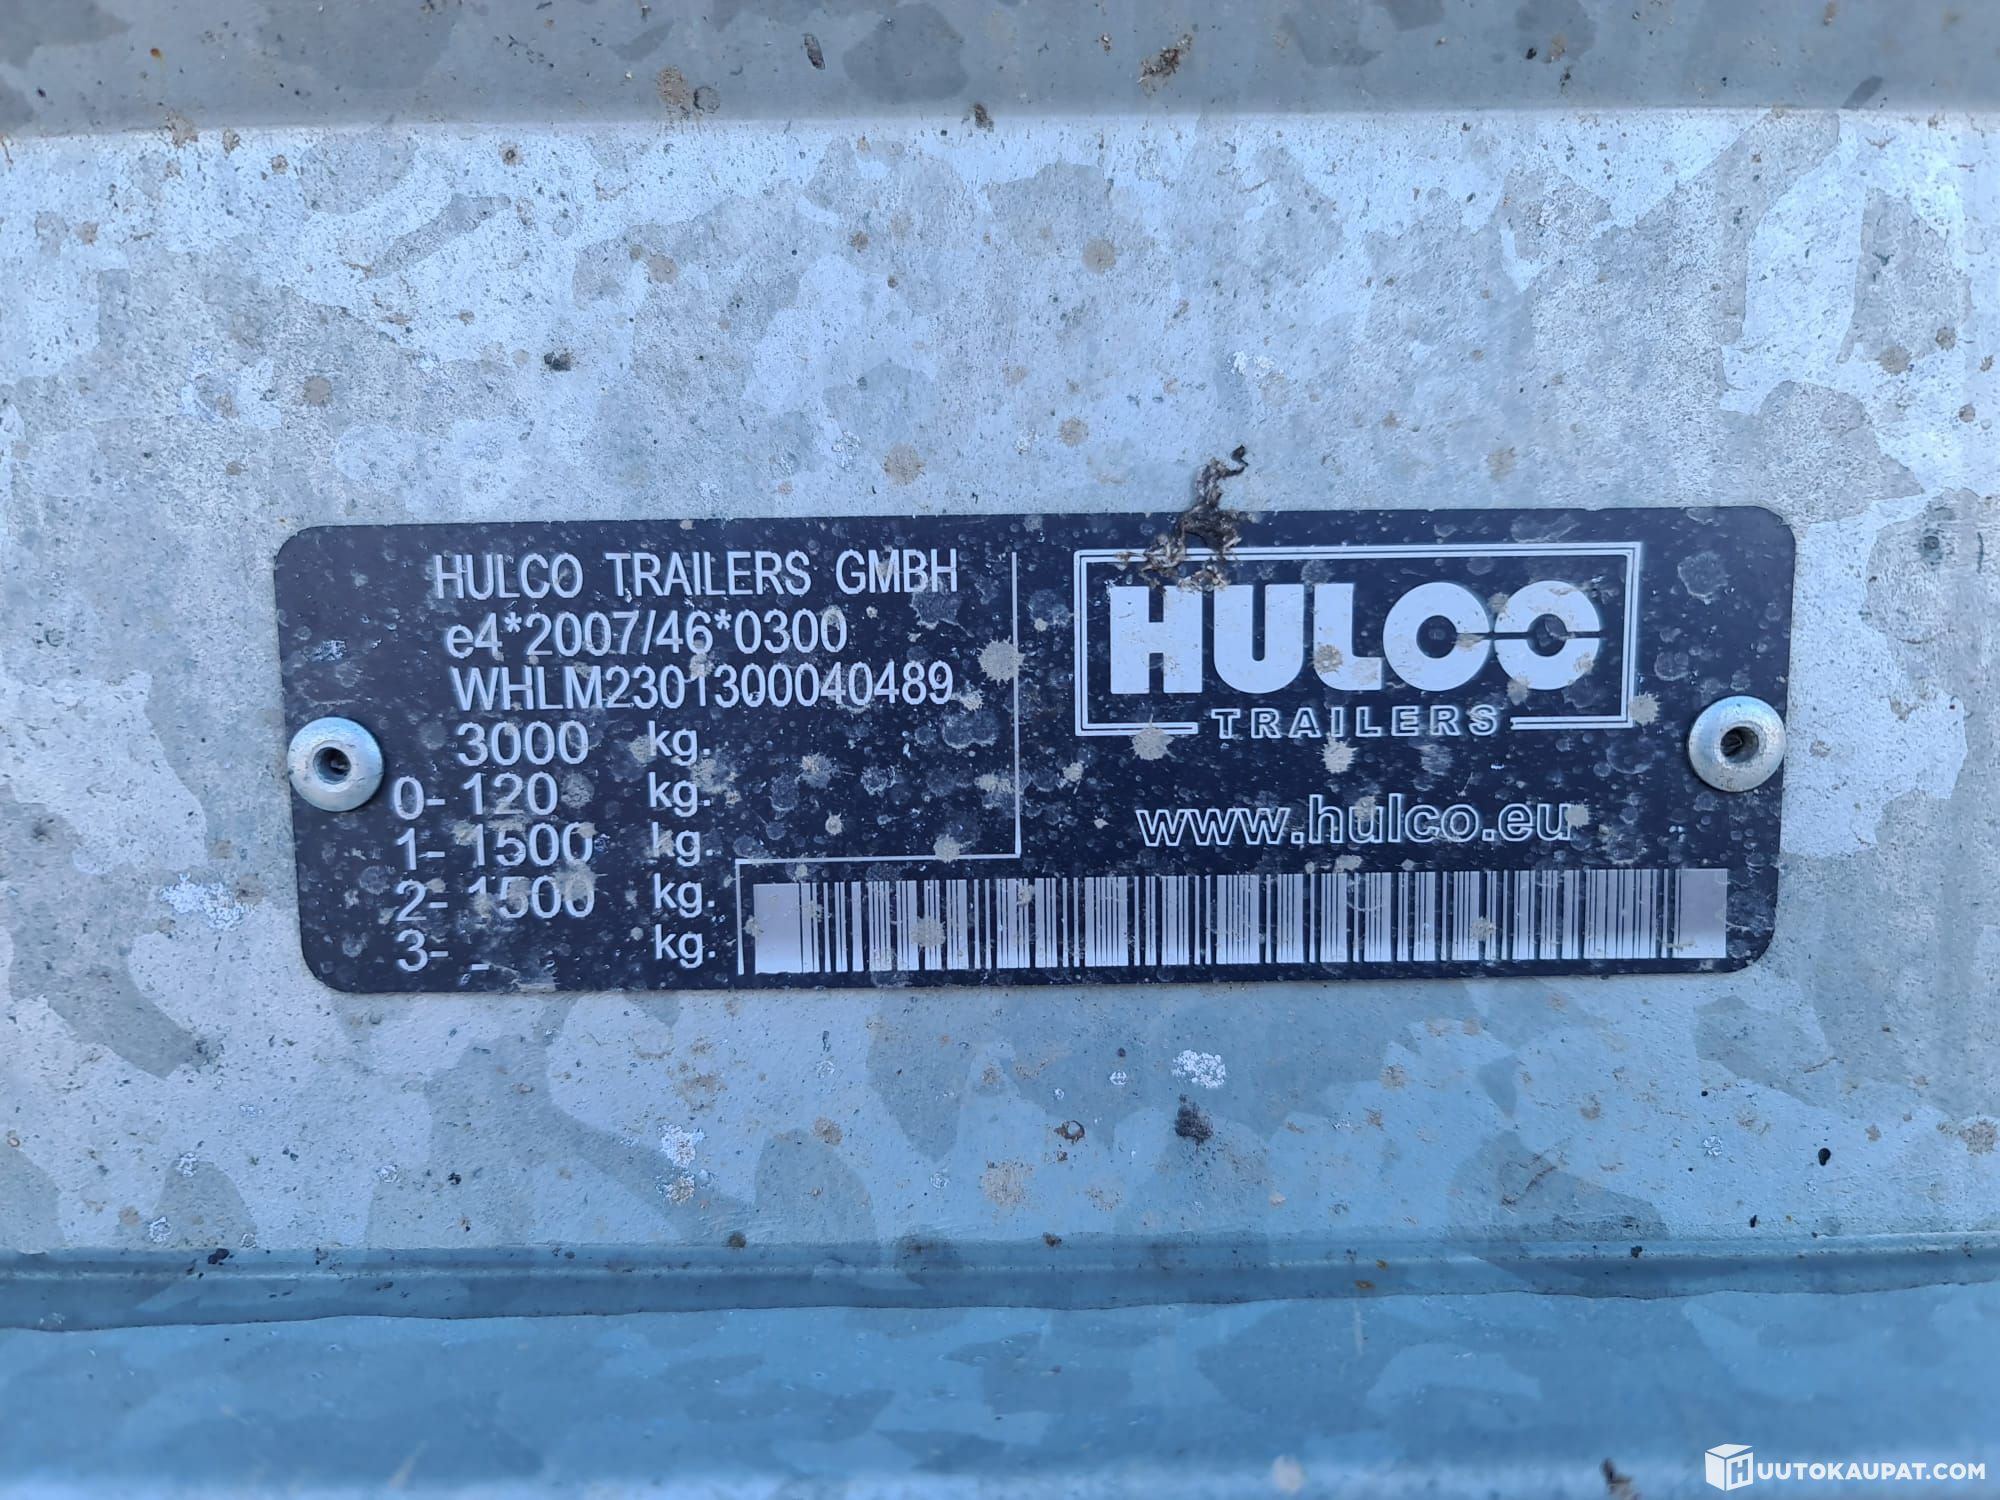 HULCO TRAILERS GMBH
e4*2007/46*0300
WHLM2301300040489
3000 kg.
0- 120 kg.
1- 1500 kg.
2- 1500 kg.
3- - kg.
HULCO
TRAILERS
www.hulco.eu
HUUTOKAUPAT.COM